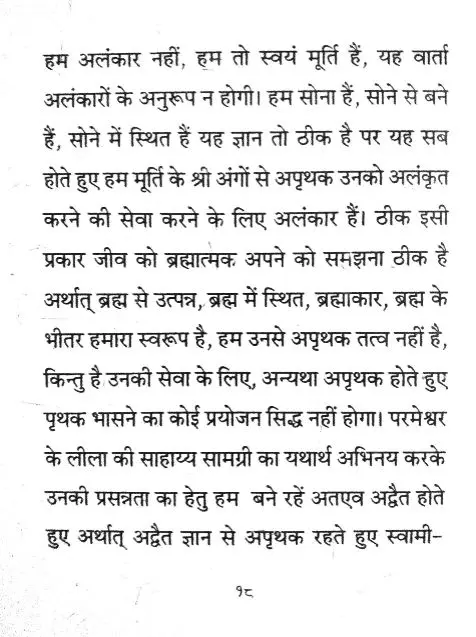 हम अलंकार नहीं, हम तो स्वयं मूर्ति हैं, यह वार्ता
अलंकारों के अनुरूप न होगी। हम सोना हैं, सोने से बने
हैं, सोने में स्थित हैं यह ज्ञान तो ठीक है पर यह सब
होते हुए हम मूर्ति के श्री अंगों से अपृथक उनको अलंकृत
करने की सेवा करने के लिए अलंकार हैं। ठीक इसी
प्रकार जीव को ब्रह्मात्मक अपने को समझना ठीक है
अर्थात् ब्रह्म से उत्पन्न, ब्रह्म में स्थित, ब्रह्माकार, ब्रह्म के
भीतर हमारा स्वरूप है, हम उनसे अपृथक तत्व नहीं है,
किन्तु है उनकी सेवा के लिए, अन्यथा अपृथक होते हुए
पृथक भासने का कोई प्रयोजन सिद्ध नहीं होगा। परमेश्वर
के लीला की साहाय्य सामग्री का यथार्थ अभिनय करके
उनकी प्रसन्नता का हेतु हम बने रहें अतएव अद्वैत होते
हुए अर्थात् अद्वैत ज्ञान से अपृथक रहते हुए स्वामी-
१८